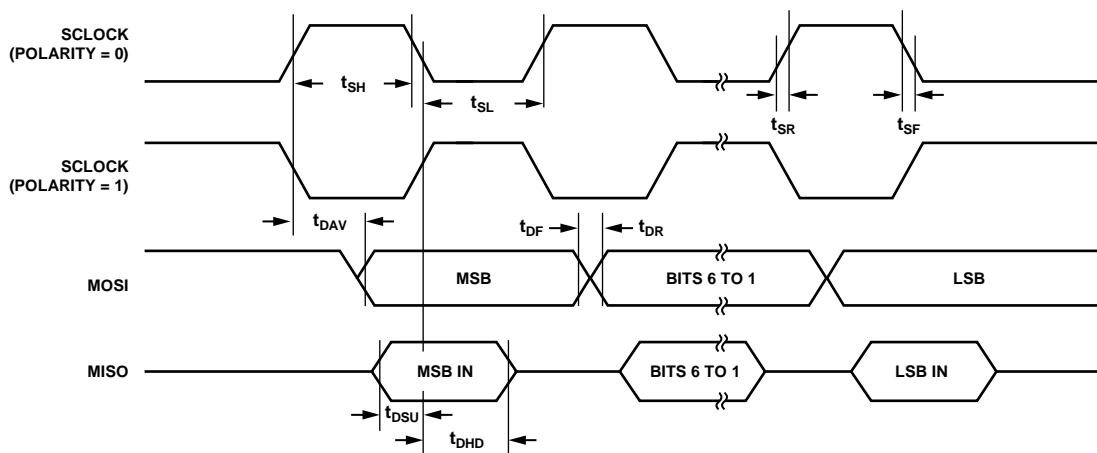 SCLOCK
(POLARITY = 0)
tSH
tSL
tSR
tSF
SCLOCK
(POLARITY = 1)
tDAV
tDF
tDR
MOSI
MSB
BITS 6 TO 1
LSB
MISO
MSB IN
BITS 6 TO 1
LSB IN
tDSU
tDHD